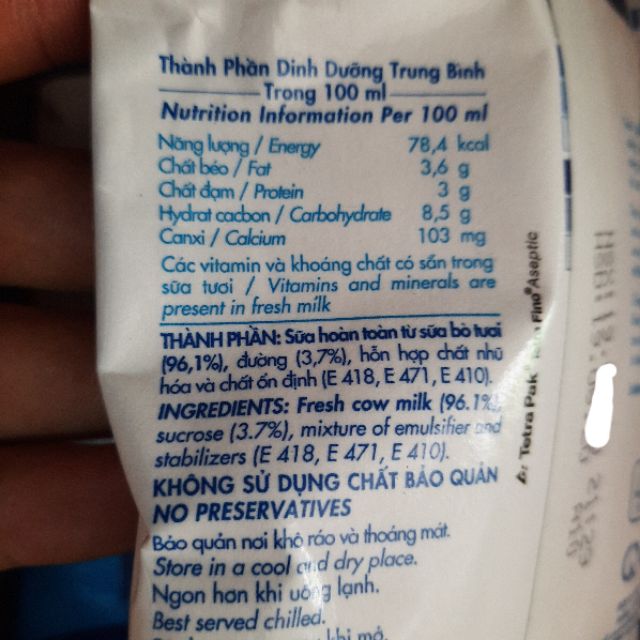 Thành Phần Dinh Dưỡng Trung Bình
Trong 100 ml
Nutrition Information Per 100 ml
Năng lượng / Energy 78,4 kcal
Chất béo / Fat 3,6 g
Chất đạm / Protein 3 g
Hydrat cacbon / Carbohydrate 8,5 g
Canxi / Calcium 103 mg
Các vitamin và khoáng chất có sẵn trong
sữa tươi / Vitamins and minerals are
present in fresh milk
THÀNH PHẦN: Sữa hoàn toàn từ sữa bò tươi
(96,1%), đường (3,7%), hỗn hợp chất nhũ
hóa và chất ổn định (E 418, E 471, E 410).
INGREDIENTS: Fresh cow milk (96.1%
sucrose (3.7%), mixture of emulsifier and
stabilizers (E 418, E 471, E 410).
KHÔNG SỬ DỤNG CHẤT BẢO QUẢN
NO PRESERVATIVES
Bảo quản nơi khô ráo và thoáng mát.
Store in a cool and dry place.
Ngon hơn khi uống lạnh.
Best served chilled.
khi mở
Tetra Pak® Fino® Aseptic